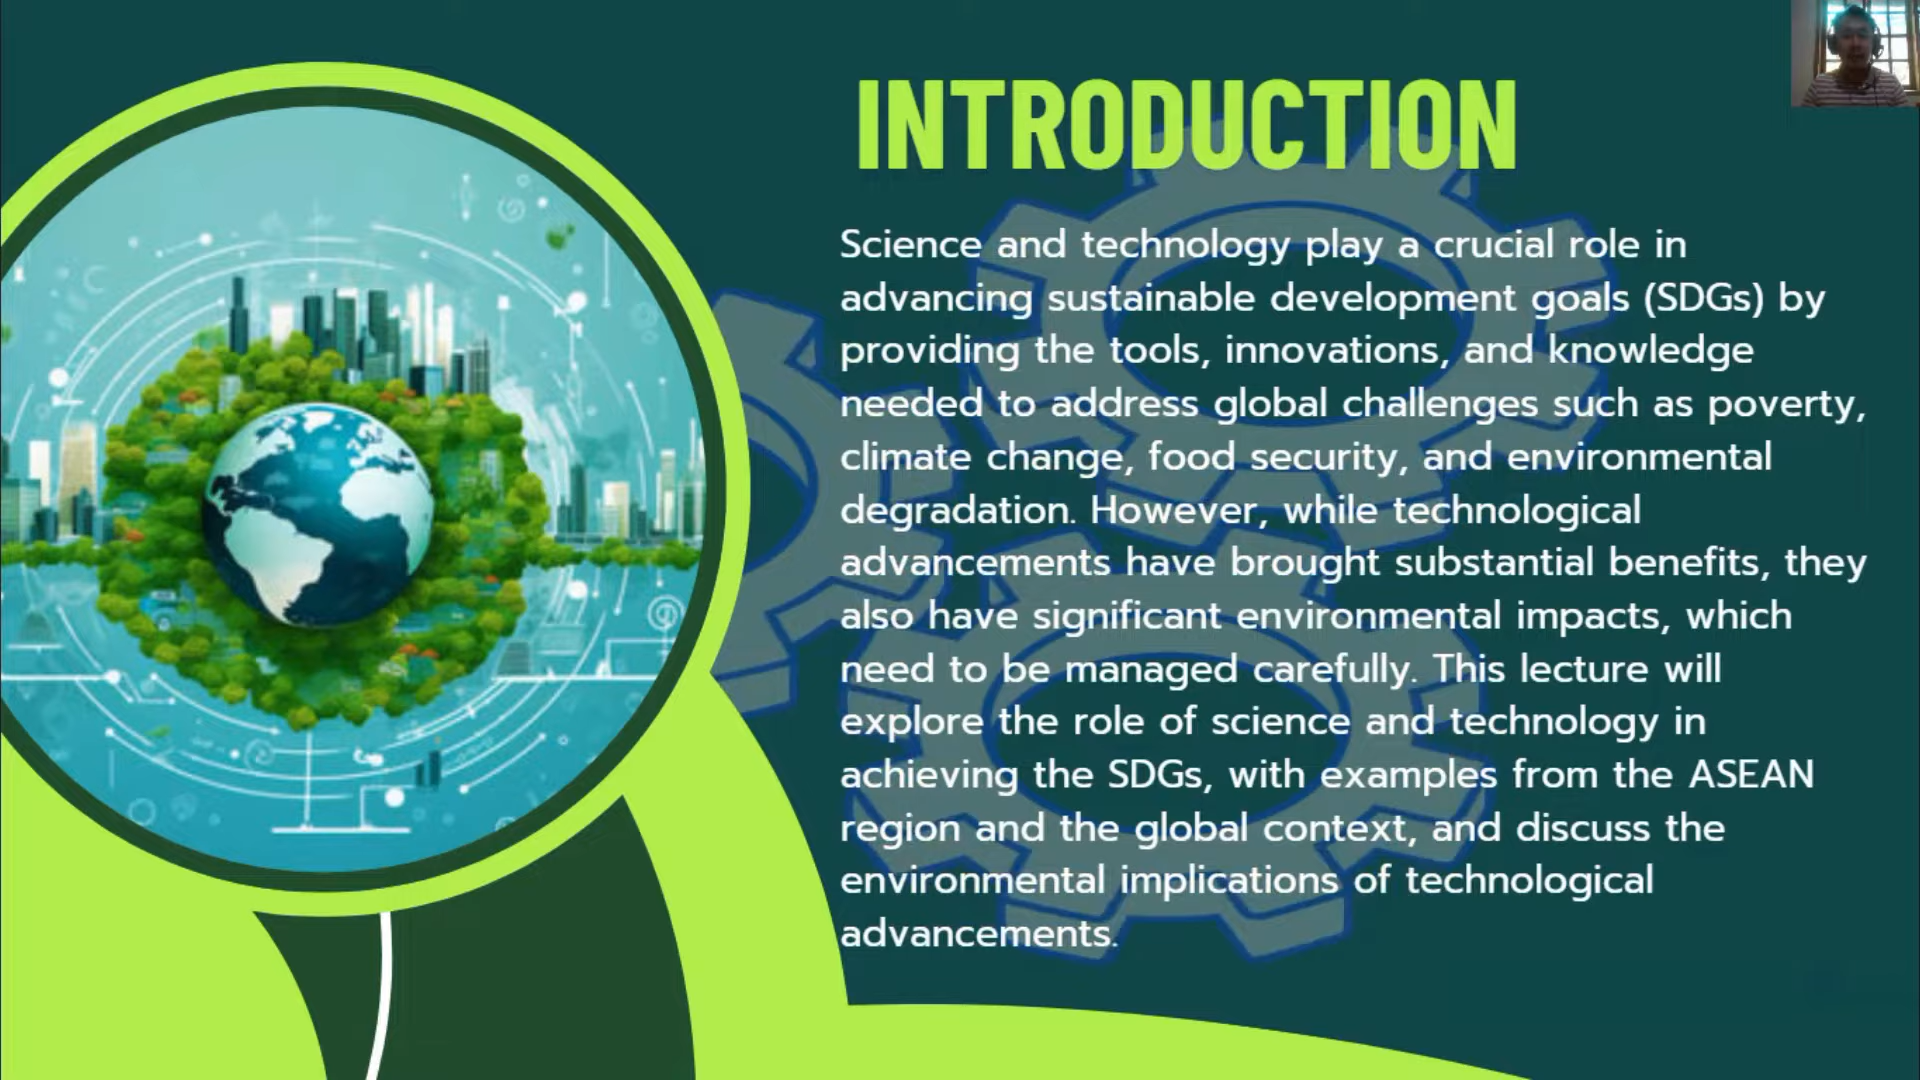 INTRODUCTION
Science and technology play a crucial role in
advancing sustainable development goals (SDGs) by
providing the tools, innovations, and knowledge
needed to address global challenges such as poverty,
climate change, food security, and environmental
degradation. However, while technological
advancements have brought substantial benefits, they
also have significant environmental impacts, which
need to be managed carefully. This lecture will
explore the role of science and technology in
achieving the SDGs, with examples from the ASEAN
region and the global context, and discuss the
environmental implications of technological
advancements.